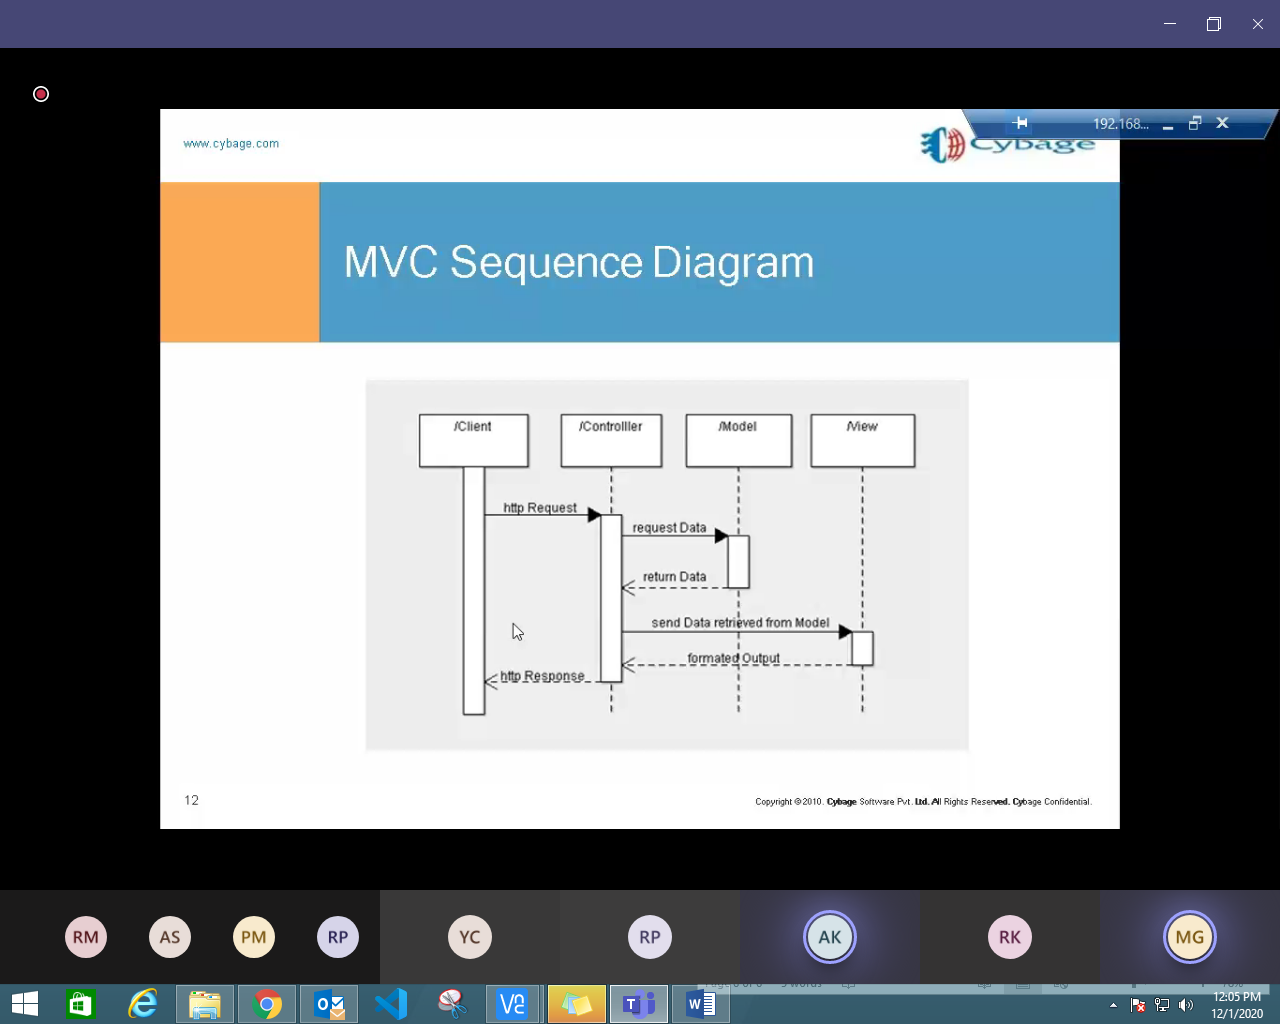 192.168...
www.cybage.com
Cybage
MVC Sequence Diagram
/Client
/Controlller
/Model
/View
http Request
request Data
return Data
send Data retrieved from Model
formated Output
http Response
12
Copyright © 2010. Cybage Software Pvt. Ltd. All Rights Reserved. Cybage Confidential.
RM
AS
PM
RP
YC
RP
AK
RK
MG
12:05 PM
12/1/2020